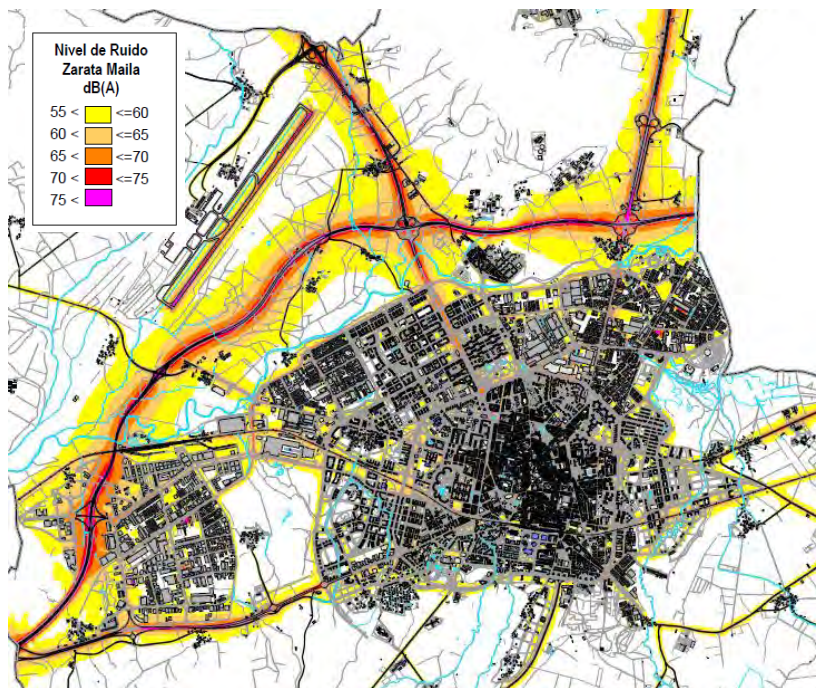 Nivel de Ruido
Zarata Maila
dB(A)
55 < <=60
60 < <=65
65 < <=70
70 < <=75
75 <